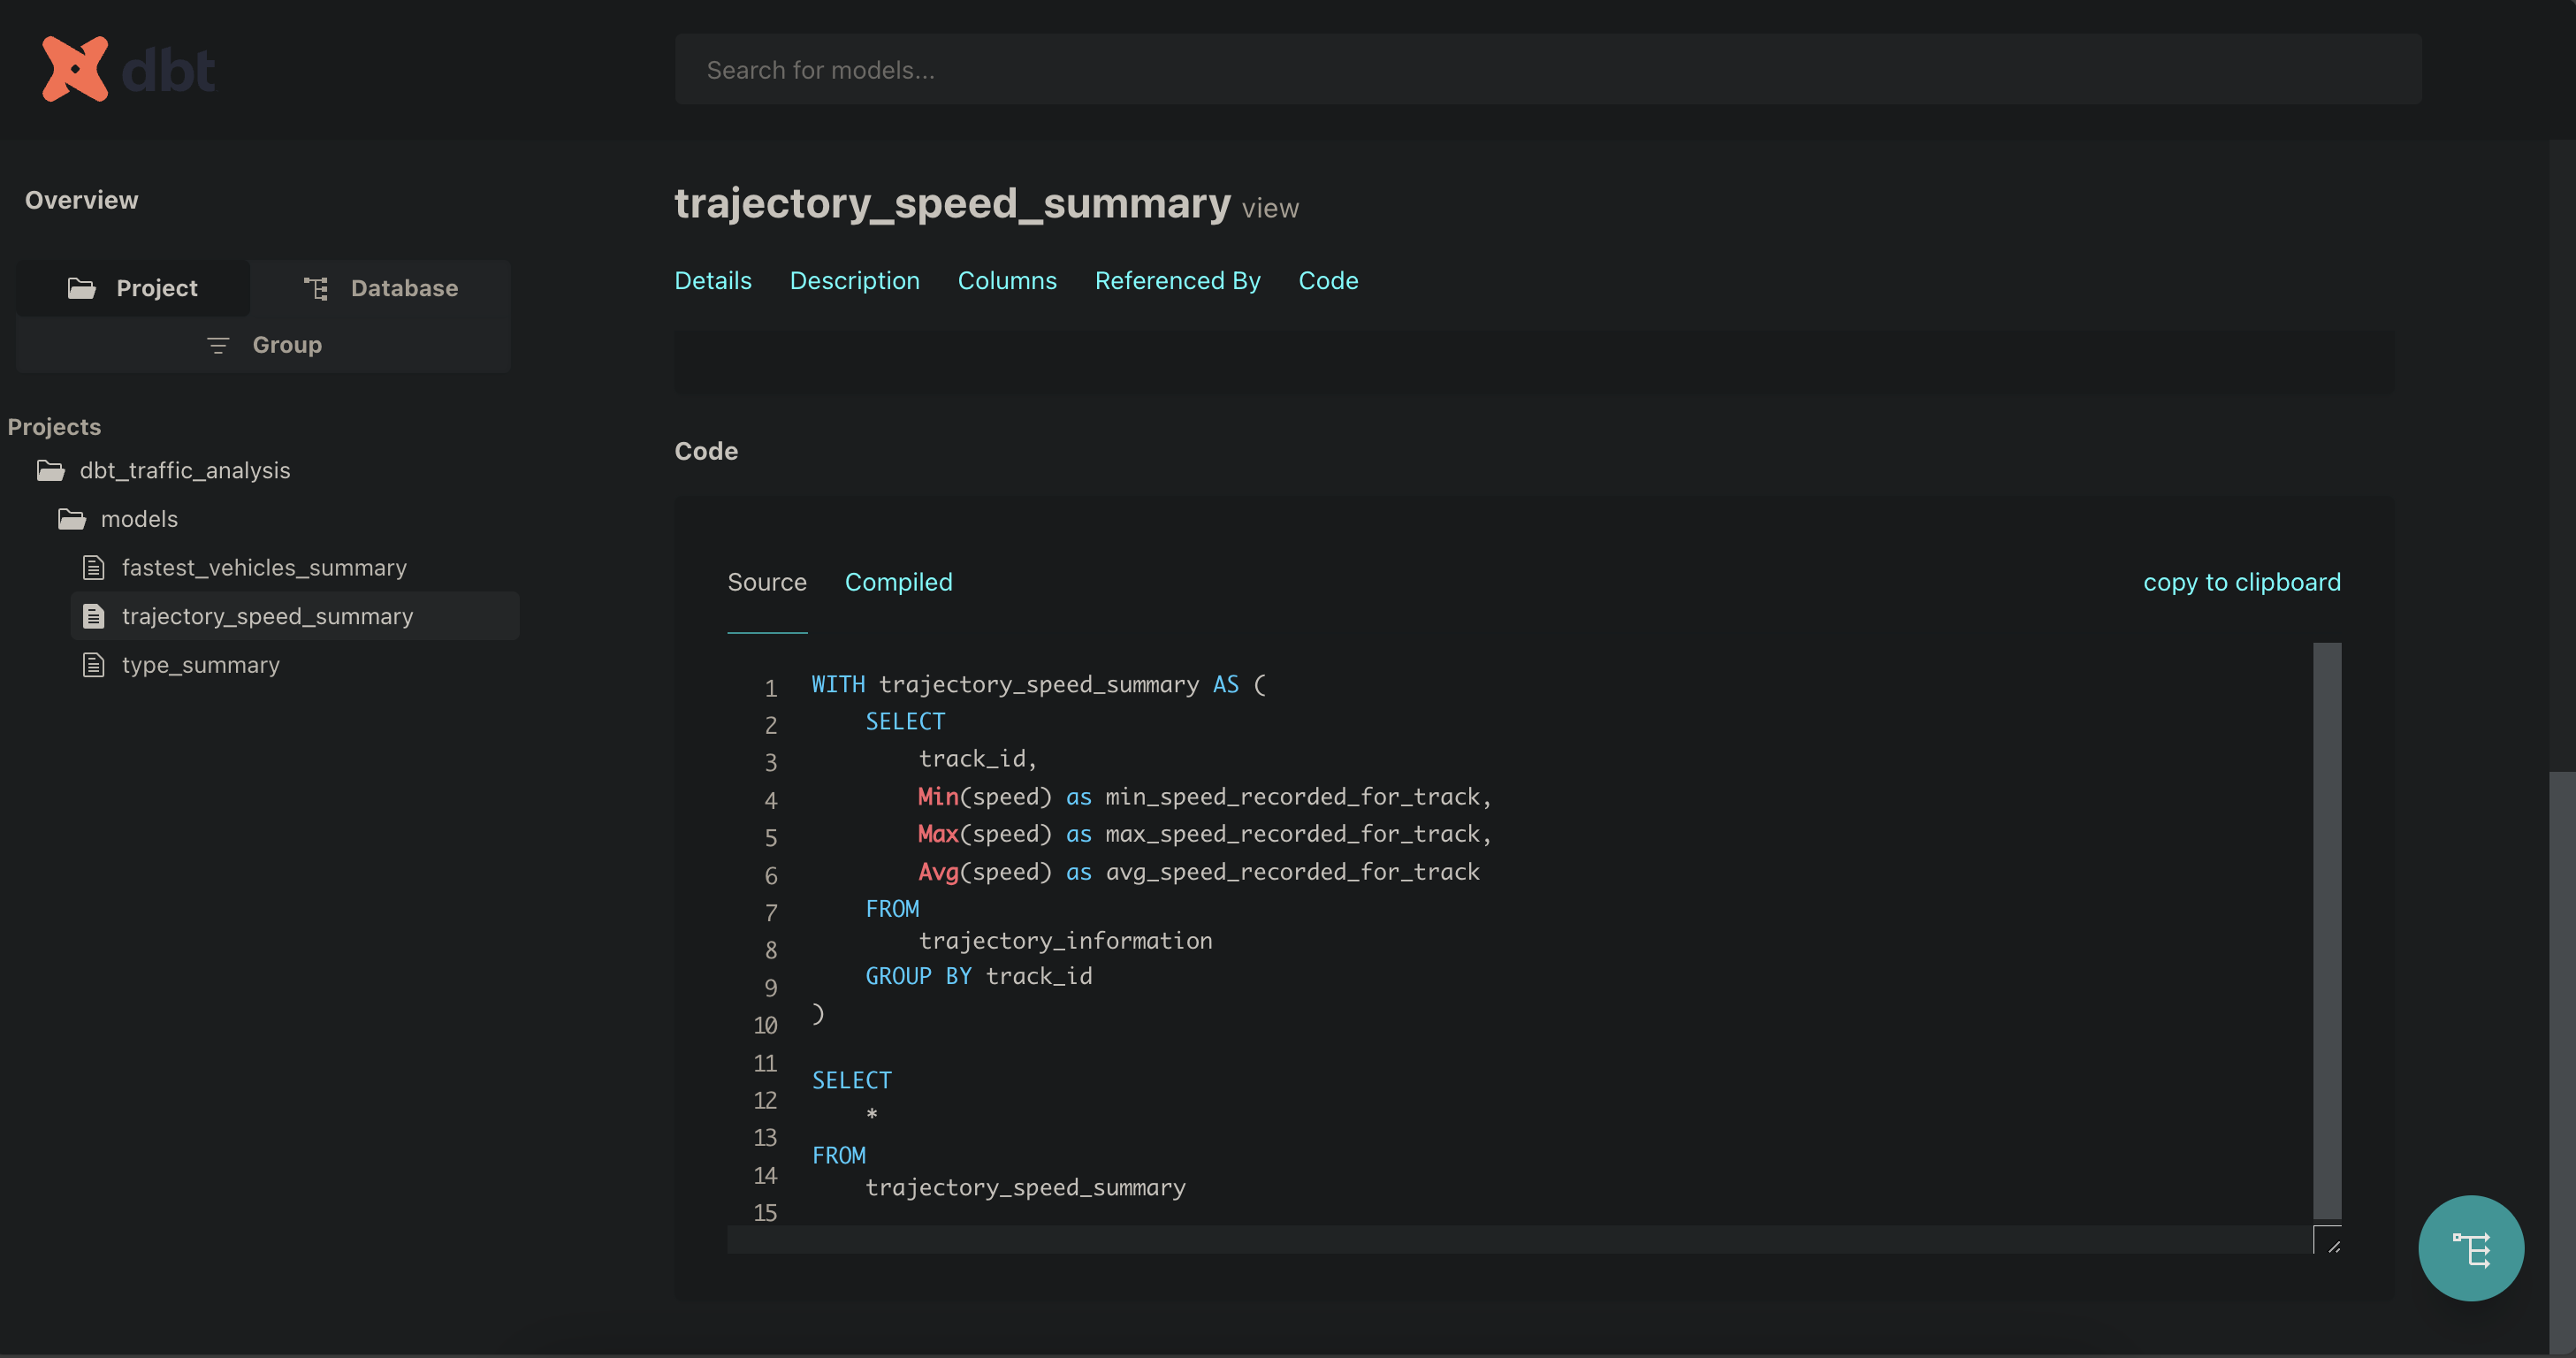 dbt
Search for models...
Overview
Project
Database
Group
Projects
dbt_traffic_analysis
models
fastest_vehicles_summary
trajectory_speed_summary
type_summary
trajectory_speed_summary view
Details Description Columns Referenced By Code
Code
Source Compiled copy to clipboard
1 WITH trajectory_speed_summary AS (
2 SELECT
3 track_id,
4 Min(speed) as min_speed_recorded_for_track,
5 Max(speed) as max_speed_recorded_for_track,
6 Avg(speed) as avg_speed_recorded_for_track
7 FROM
8 trajectory_information
9 GROUP BY track_id
10 )
11
12 SELECT
13 *
14 FROM
15 trajectory_speed_summary